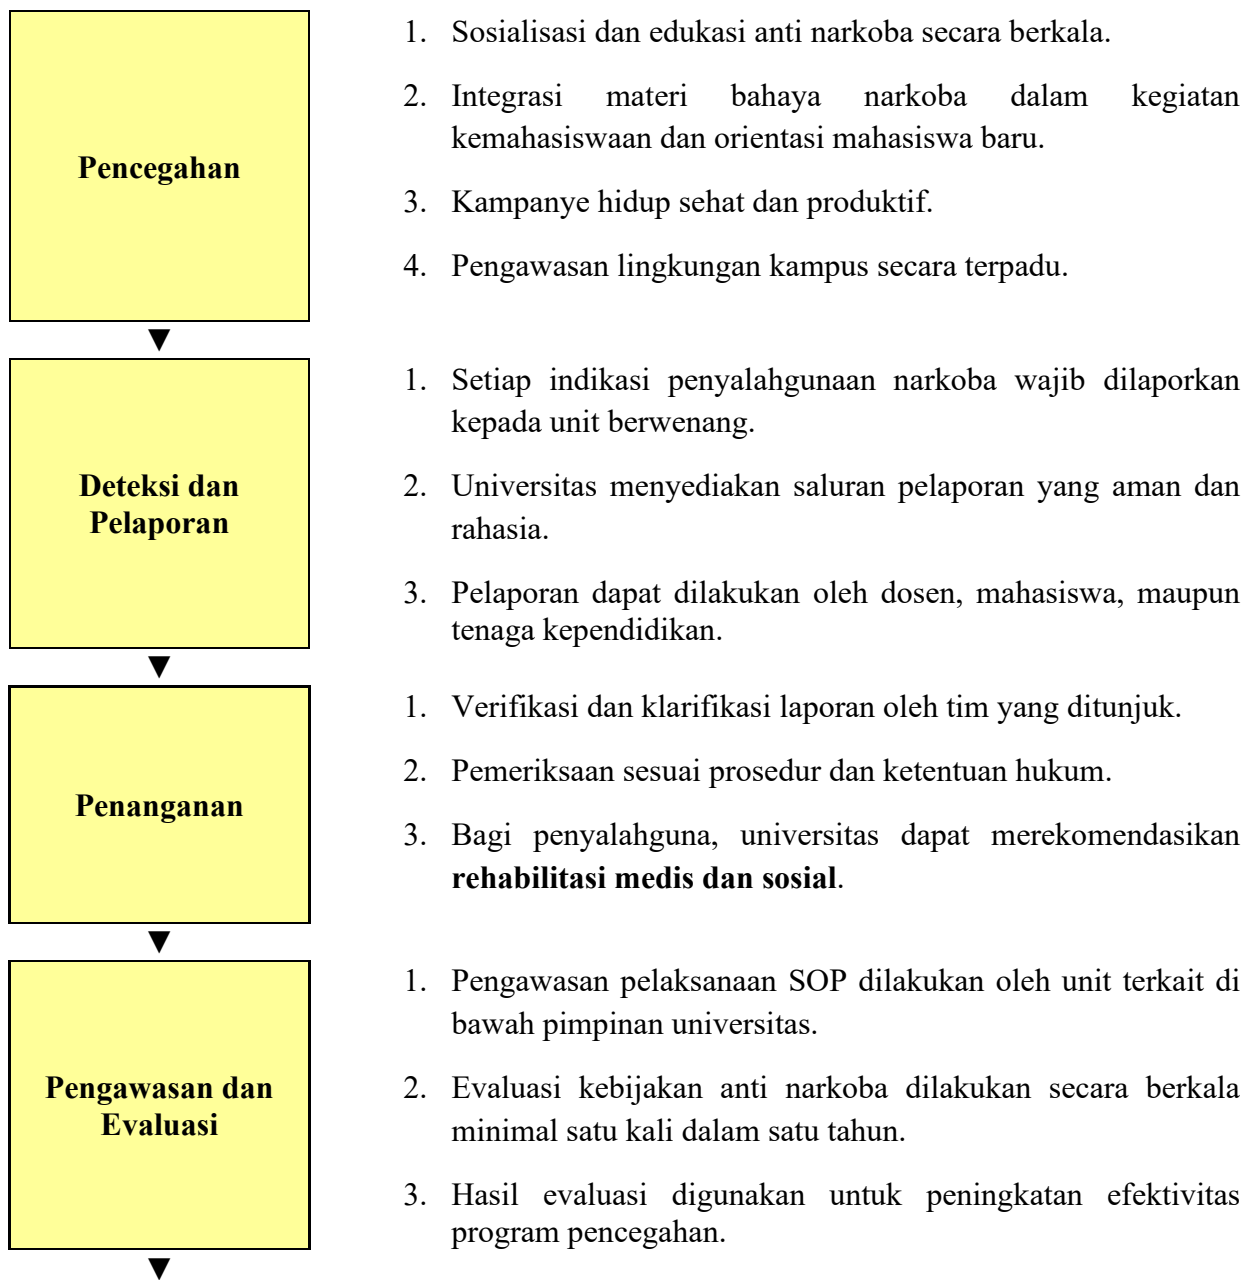 Pencegahan
1. Sosialisasi dan edukasi anti narkoba secara berkala.
2. Integrasi materi bahaya narkoba dalam kegiatan
kemahasiswaan dan orientasi mahasiswa baru.
3. Kampanye hidup sehat dan produktif.
4. Pengawasan lingkungan kampus secara terpadu.
▼
Deteksi dan
Pelaporan
1. Setiap indikasi penyalahgunaan narkoba wajib dilaporkan
kepada unit berwenang.
2. Universitas menyediakan saluran pelaporan yang aman dan
rahasia.
3. Pelaporan dapat dilakukan oleh dosen, mahasiswa, maupun
tenaga kependidikan.
▼
Penanganan
1. Verifikasi dan klarifikasi laporan oleh tim yang ditunjuk.
2. Pemeriksaan sesuai prosedur dan ketentuan hukum.
3. Bagi penyalahguna, universitas dapat merekomendasikan
rehabilitasi medis dan sosial.
▼
Pengawasan dan
Evaluasi
1. Pengawasan pelaksanaan SOP dilakukan oleh unit terkait di
bawah pimpinan universitas.
2. Evaluasi kebijakan anti narkoba dilakukan secara berkala
minimal satu kali dalam satu tahun.
3. Hasil evaluasi digunakan untuk peningkatan efektivitas
program pencegahan.
▼